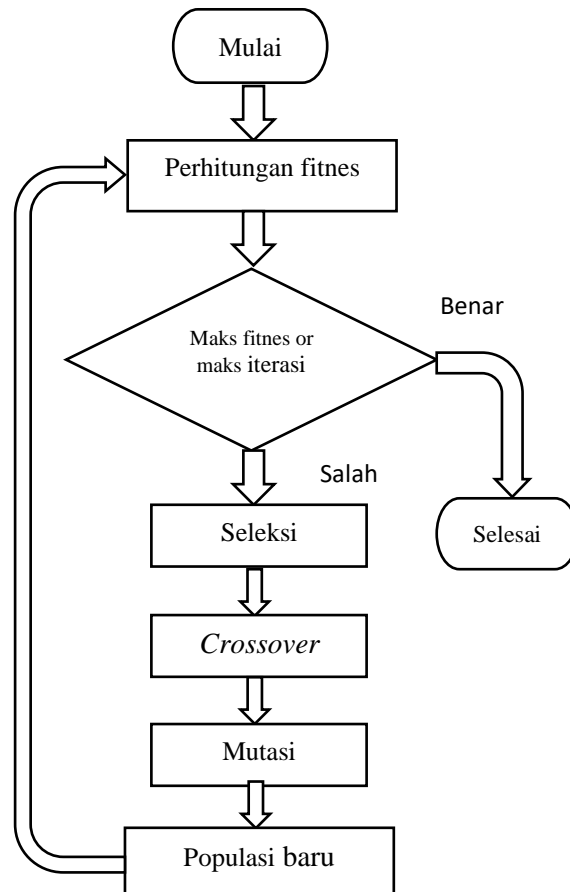 Mulai
Perhitungan fitnes
Benar
Maks fitnes or
maks iterasi
Salah
Seleksi
Selesai
Crossover
Mutasi
Populasi baru